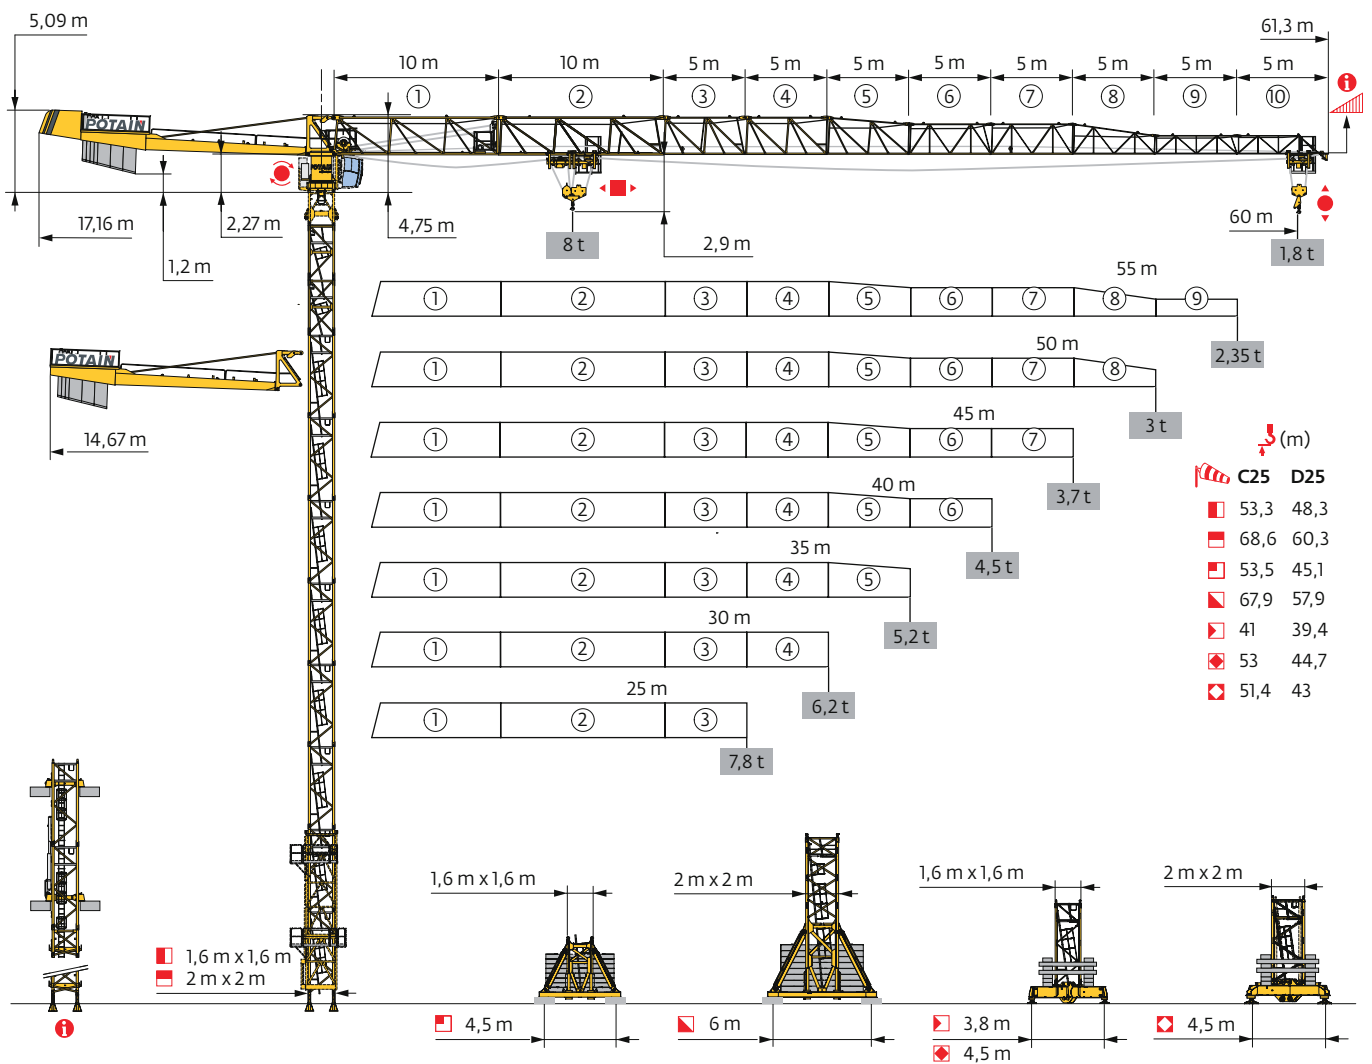 5,09 m
61,3 m
10 m 10 m 5 m 5 m 5 m 5 m 5 m 5 m 5 m 5 m
① ② ③ ④ ⑤ ⑥ ⑦ ⑧ ⑨ ⑩
i
POTAIN
POTAIN
17,16 m
2,27 m
4,75 m
60 m
8 t
2,9 m
1,8 t
1,2 m
55 m
① ② ③ ④ ⑤ ⑥ ⑦ ⑧ ⑨
2,35 t
50 m
POTAIN
① ② ③ ④ ⑤ ⑥ ⑦ ⑧
3 t
14,67 m
45 m
① ② ③ ④ ⑤ ⑥ ⑦
3,7 t
40 m
① ② ③ ④ ⑤ ⑥
4,5 t
35 m
① ② ③ ④ ⑤
5,2 t
30 m
① ② ③ ④
6,2 t
25 m
① ② ③
7,8 t
(m)
C25 D25
53,3 48,3
68,6 60,3
53,5 45,1
67,9 57,9
41 39,4
53 44,7
51,4 43
1,6 m x 1,6 m
2 m x 2 m
1,6 m x 1,6 m
2 m x 2 m
1,6 m x 1,6 m
2 m x 2 m
i
4,5 m
6 m
3,8 m
4,5 m
4,5 m